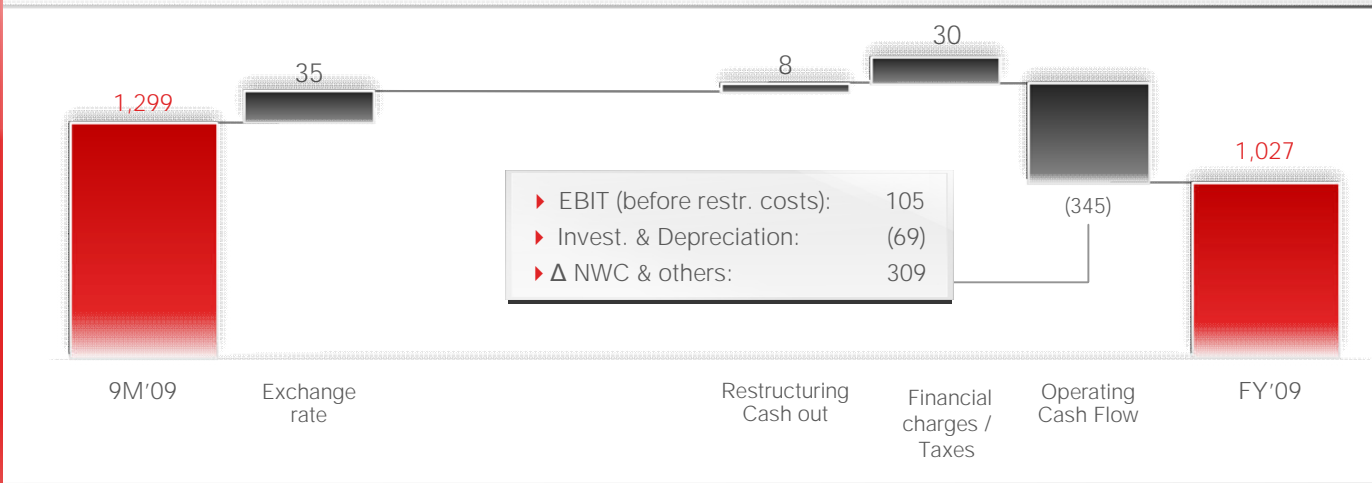 30
35
8
1,299
1,027
EBIT (before restr. costs): 105
Invest. & Depreciation: (69)
Δ NWC & others: 309
(345)
9M'09
Exchange
rate
Restructuring
Cash out
Financial
charges /
Taxes
Operating
Cash Flow
FY'09